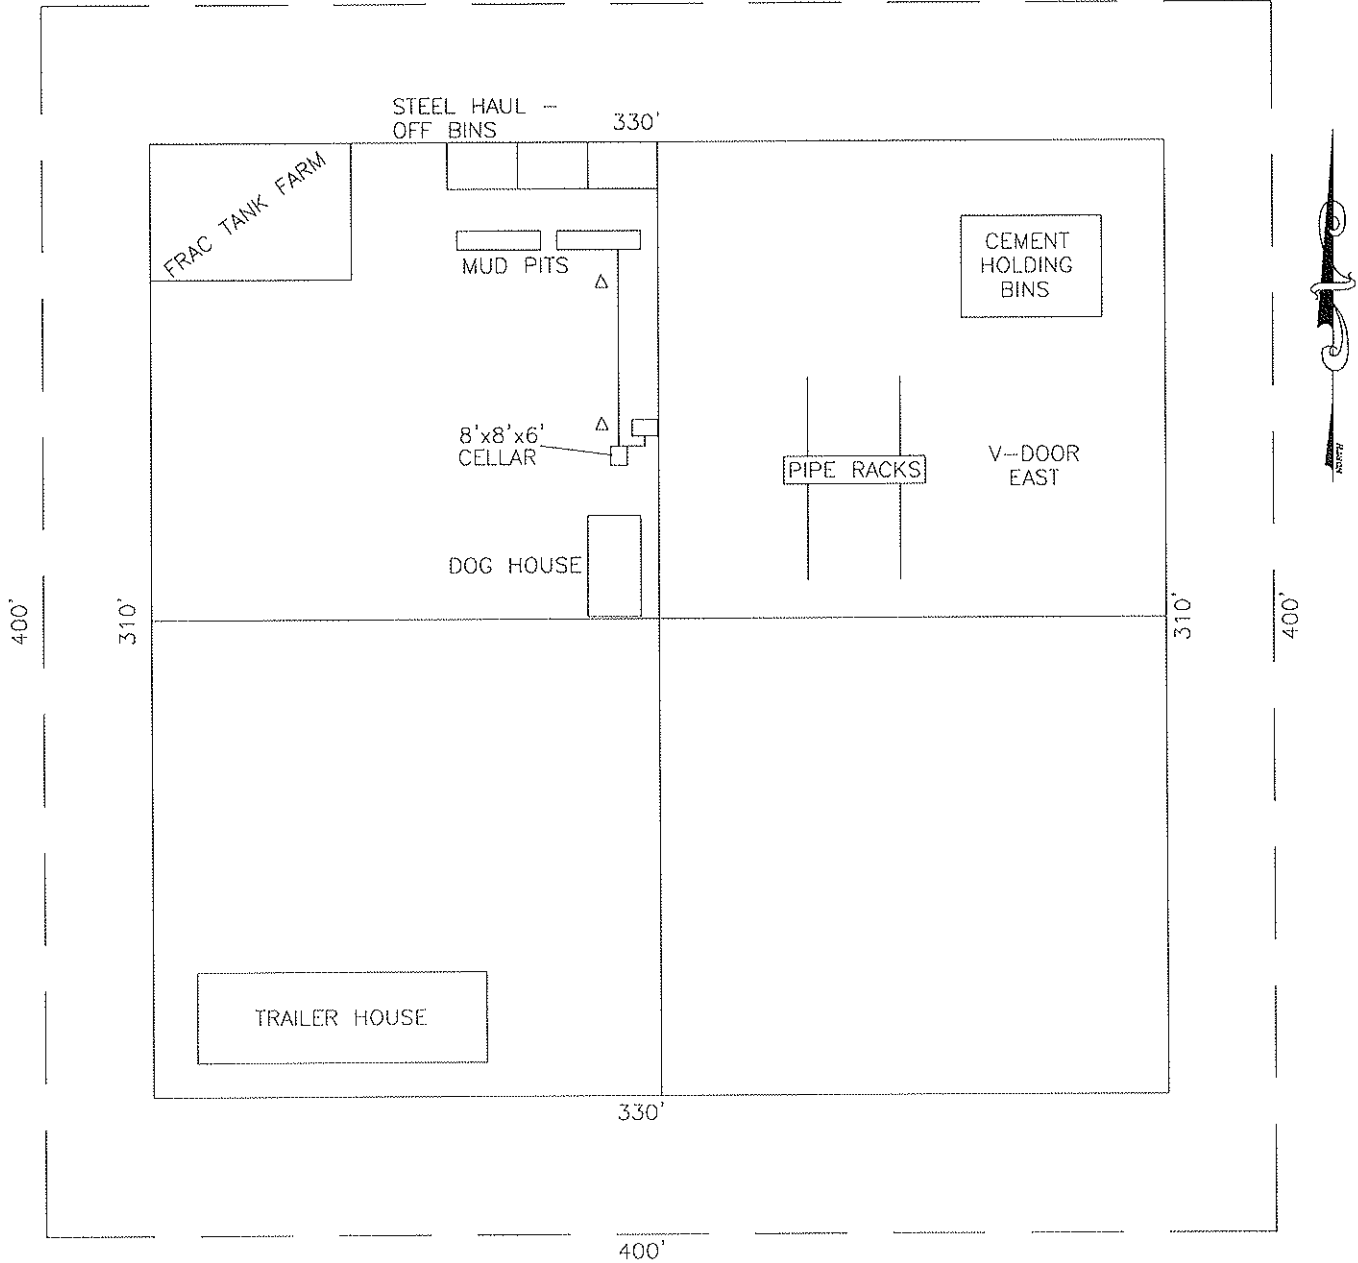 STEEL HAUL -
OFF BINS
330'
FRAC TANK FARM
MUD PITS
CEMENT
HOLDING
BINS
8'x8'x6'
CELLAR
PIPE RACKS
V-DOOR
EAST
DOG HOUSE
400'
310'
310'
400'
TRAILER HOUSE
330'
400'
NORTH